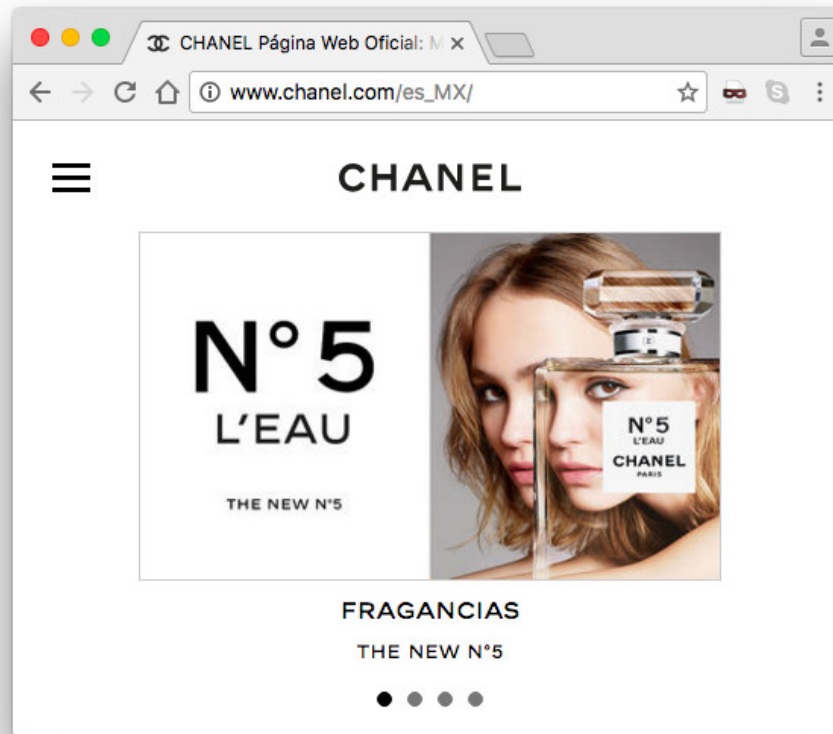 CHANEL Página Web Oficial: M
www.chanel.com/es_MX/
CHANEL
N°5
L'EAU
THE NEW N°5
N°5
L'EAU
CHANEL
PARIS
FRAGANCIAS
THE NEW N°5